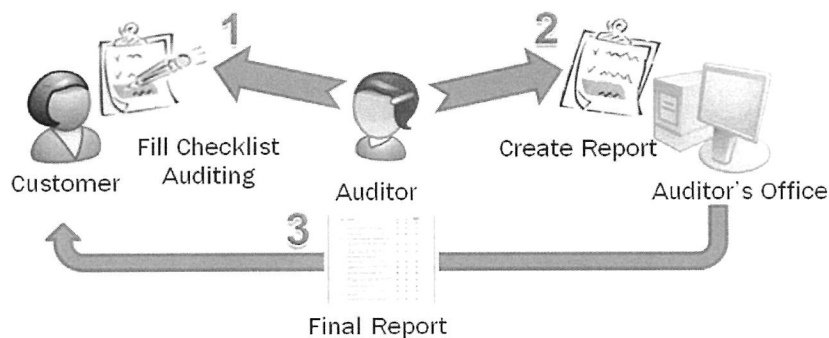 1
2
Fill Checklist
Auditing
Create Report
Customer
Auditor
Auditor's Office
3
Final Report